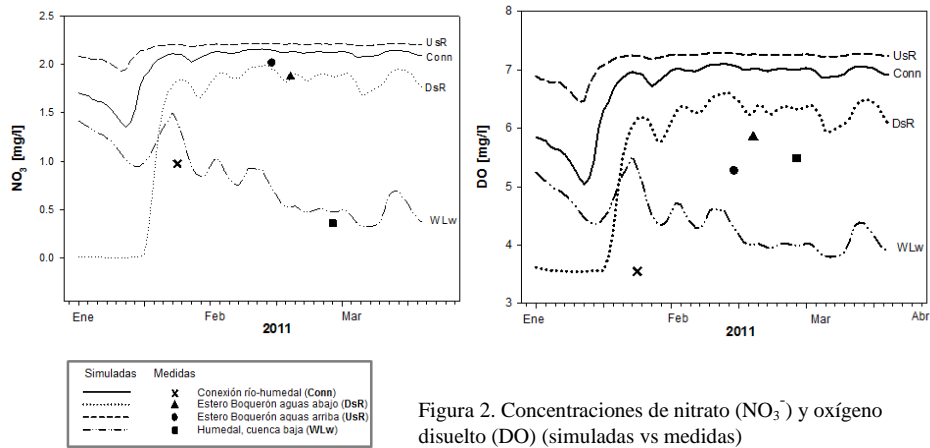 2.5
2.0
1.5
1.0
0.5
0.0
NO3 [mg/l]
UsR
Conn
DsR
WLw
Ene
Feb
Mar
2011
8
7
6
5
4
3
DO [mg/l]
UsR
Conn
DsR
WLw
Ene
Feb
Mar
Abr
2011
Simuladas Medidas
Conexión río-humedal (Conn)
Estero Boquerón aguas abajo (DsR)
Estero Boquerón aguas arriba (UsR)
Humedal, cuenca baja (WLw)
Figura 2. Concentraciones de nitrato (NO3-) y oxígeno
disuelto (DO) (simuladas vs medidas)